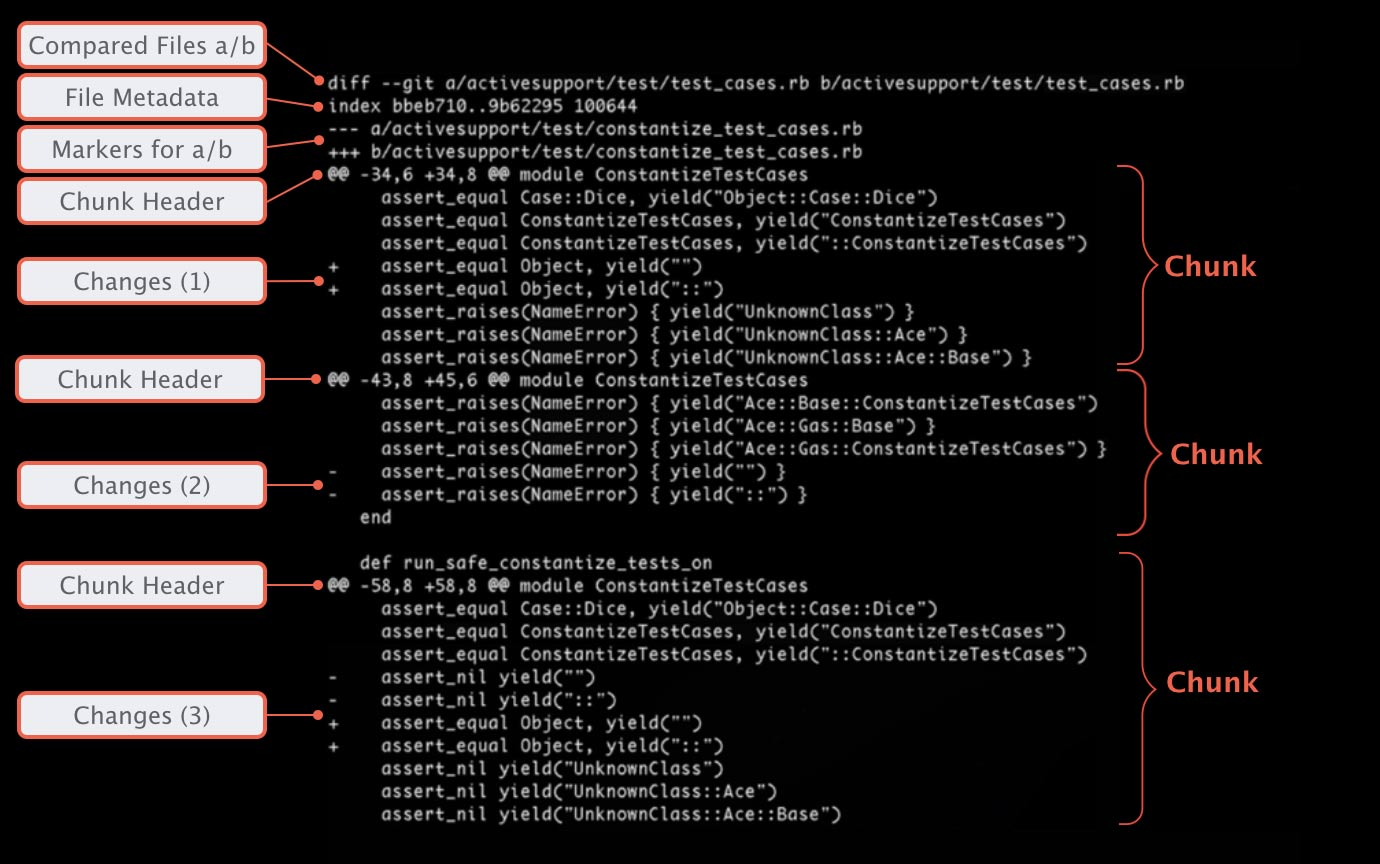 Compared Files a/b
File Metadata
Markers for a/b
Chunk Header
Changes (1)
Chunk Header
Changes (2)
Chunk Header
Changes (3)
diff --git a/activesupport/test/test_cases.rb b/activesupport/test/test_cases.rb
index bbeb710..9b62295 100644
--- a/activesupport/test/constantize_test_cases.rb
+++ b/activesupport/test/constantize_test_cases.rb
@@ -34,6 +34,8 @@ module ConstantizeTestCases
     assert_equal Case::Dice, yield("Object::Case::Dice")
     assert_equal ConstantizeTestCases, yield("ConstantizeTestCases")
     assert_equal ConstantizeTestCases, yield("::ConstantizeTestCases")
+    assert_equal Object, yield("")
+    assert_equal Object, yield("::")
     assert_raises(NameError) { yield("UnknownClass") }
     assert_raises(NameError) { yield("UnknownClass::Ace") }
     assert_raises(NameError) { yield("UnknownClass::Ace::Base") }
@@ -43,8 +45,6 @@ module ConstantizeTestCases
     assert_raises(NameError) { yield("Ace::Base::ConstantizeTestCases")
     assert_raises(NameError) { yield("Ace::Gas::Base") }
     assert_raises(NameError) { yield("Ace::Gas::ConstantizeTestCases") }
-    assert_raises(NameError) { yield("") }
-    assert_raises(NameError) { yield("::") }
   end
   def run_safe_constantize_tests_on
@@ -58,8 +58,8 @@ module ConstantizeTestCases
     assert_equal Case::Dice, yield("Object::Case::Dice")
     assert_equal ConstantizeTestCases, yield("ConstantizeTestCases")
     assert_equal ConstantizeTestCases, yield("::ConstantizeTestCases")
-    assert_nil yield("")
-    assert_nil yield("::")
+    assert_equal Object, yield("")
+    assert_equal Object, yield("::")
     assert_nil yield("UnknownClass")
     assert_nil yield("UnknownClass::Ace")
     assert_nil yield("UnknownClass::Ace::Base")
Chunk
Chunk
Chunk